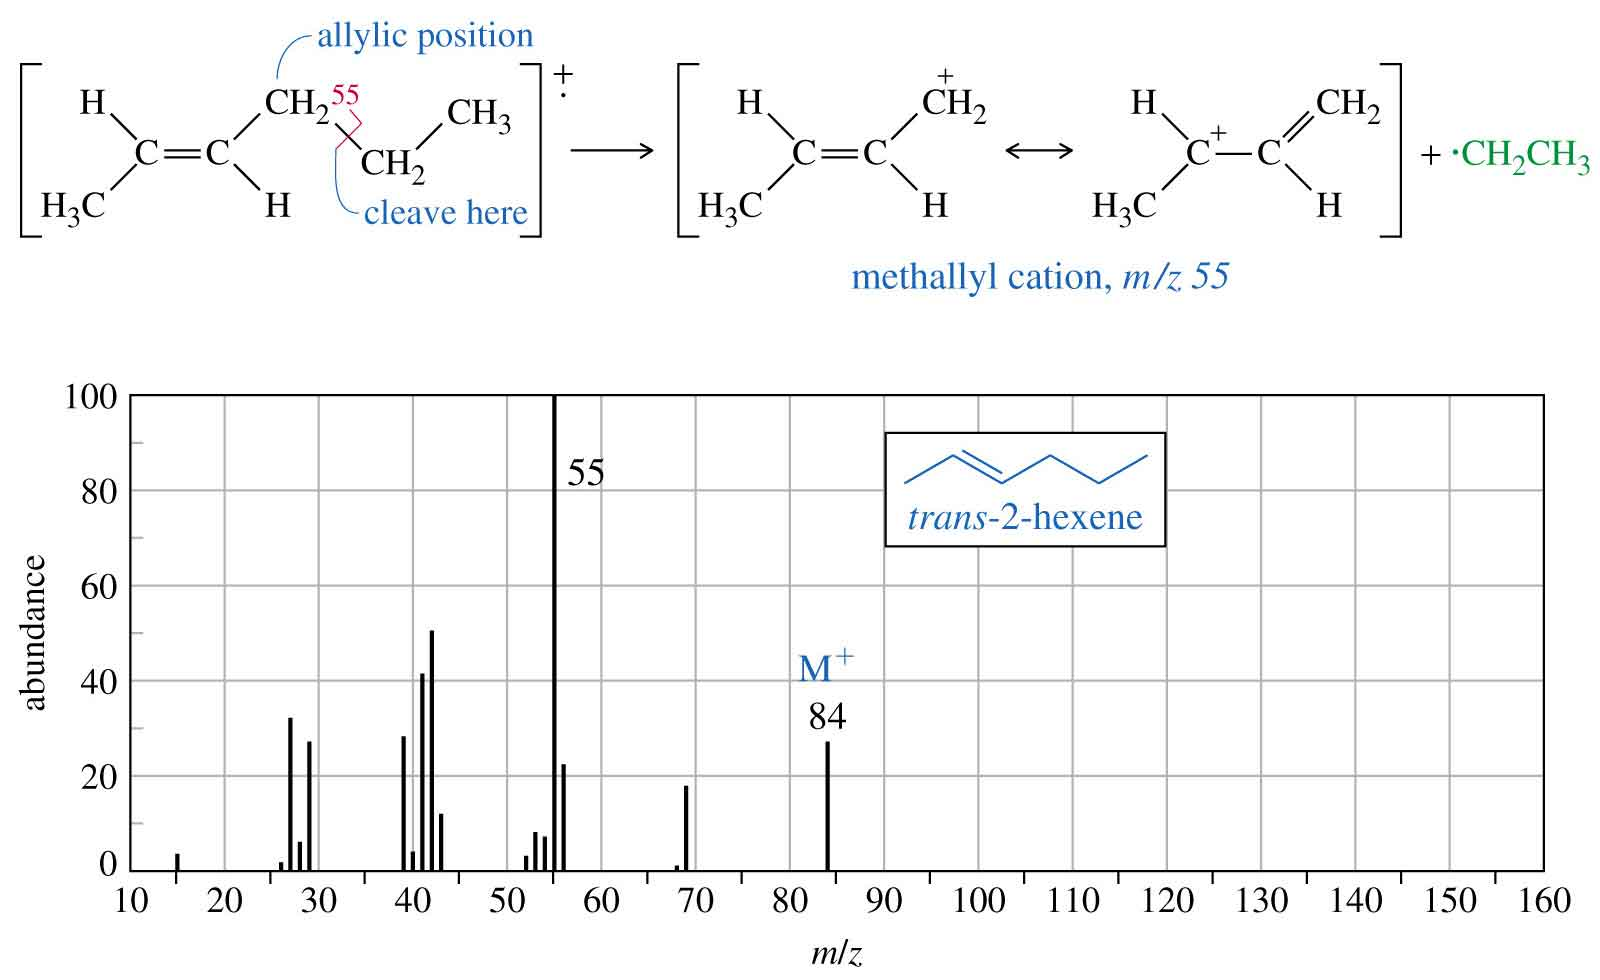 allylic position
[ H H₃C C=C H CH₂ 55 CH₂ CH₃ ] +· → [ H H₃C C=C H +CH₂ ↔ H H₃C C⁺–C H CH₂ ] + ·CH₂CH₃
cleave here
methallyl cation, m/z 55
100
80
60
40
20
0
abundance
55
trans-2-hexene
M⁺
84
10 20 30 40 50 60 70 80 90 100 110 120 130 140 150 160
m/z